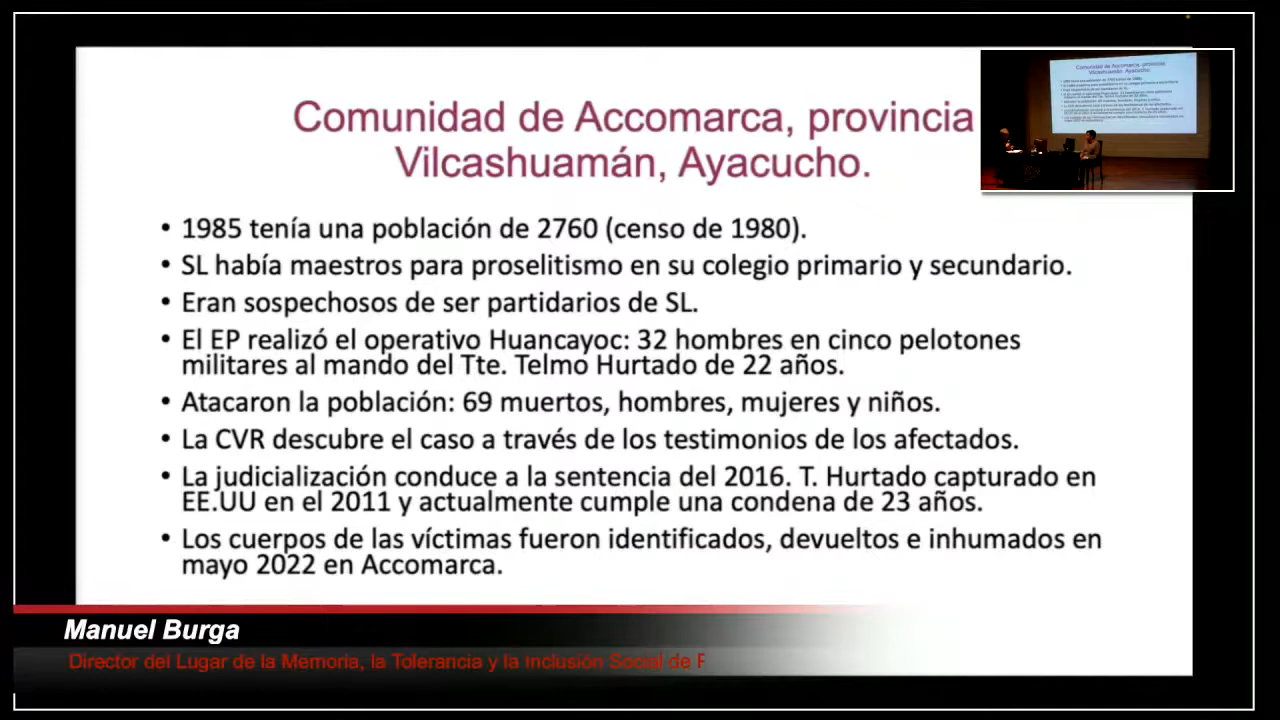 Comunidad de Accomarca, provincia
Vilcashuamán, Ayacucho.
• 1985 tenía una población de 2760 (censo de 1980).
• SL había maestros para proselitismo en su colegio primario y secundario.
• Eran sospechosos de ser partidarios de SL.
• El EP realizó el operativo Huancayoc: 32 hombres en cinco pelotones
militares al mando del Tte. Telmo Hurtado de 22 años.
• Atacaron la población: 69 muertos, hombres, mujeres y niños.
• La CVR descubre el caso a través de los testimonios de los afectados.
• La judicialización conduce a la sentencia del 2016. T. Hurtado capturado en
EE.UU en el 2011 y actualmente cumple una condena de 23 años.
• Los cuerpos de las víctimas fueron identificados, devueltos e inhumados en
mayo 2022 en Accomarca.
Manuel Burga
Director del Lugar de la Memoria, la Tolerancia y la Inclusión Social de
Comunidad de Accomarca, provincia
Vilcashuamán, Ayacucho.